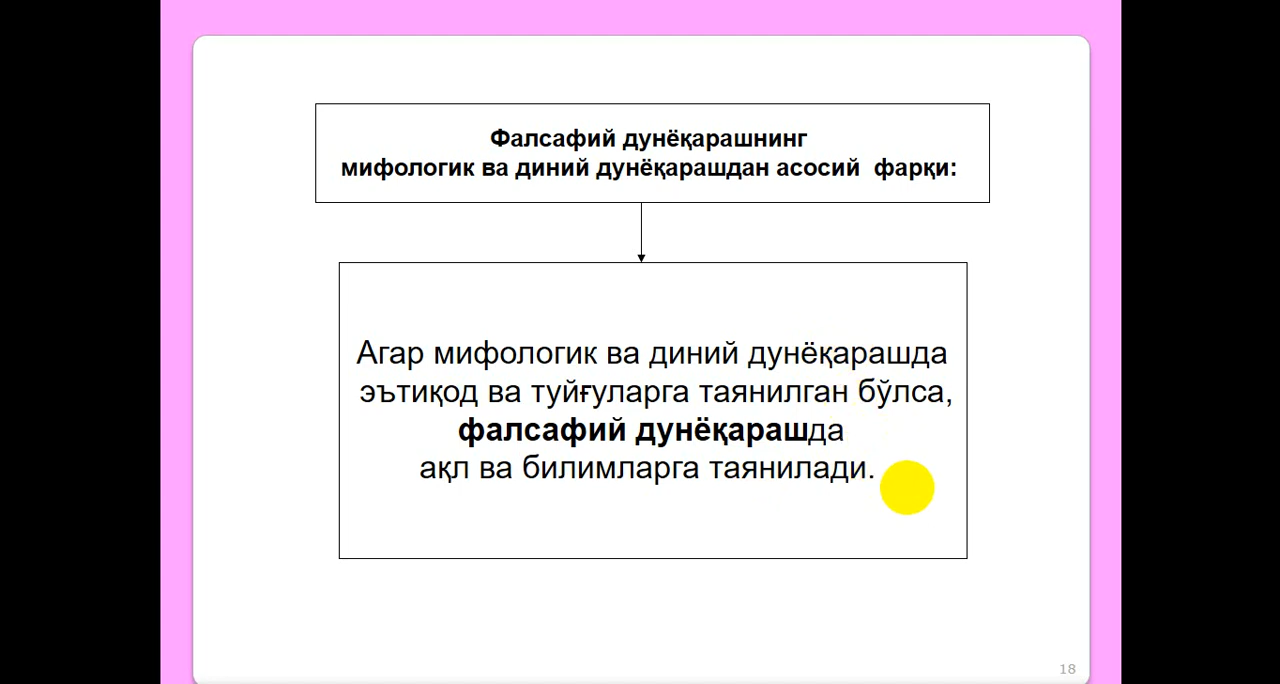 Фалсафий дунёқарашнинг
мифологик ва диний дунёқарашдан асосий фарқи:
Агар мифологик ва диний дунёқарашда
эътиқод ва туйғуларга таянилган бўлса,
фалсафий дунёқарашда
ақл ва билимларга таянилади.
18